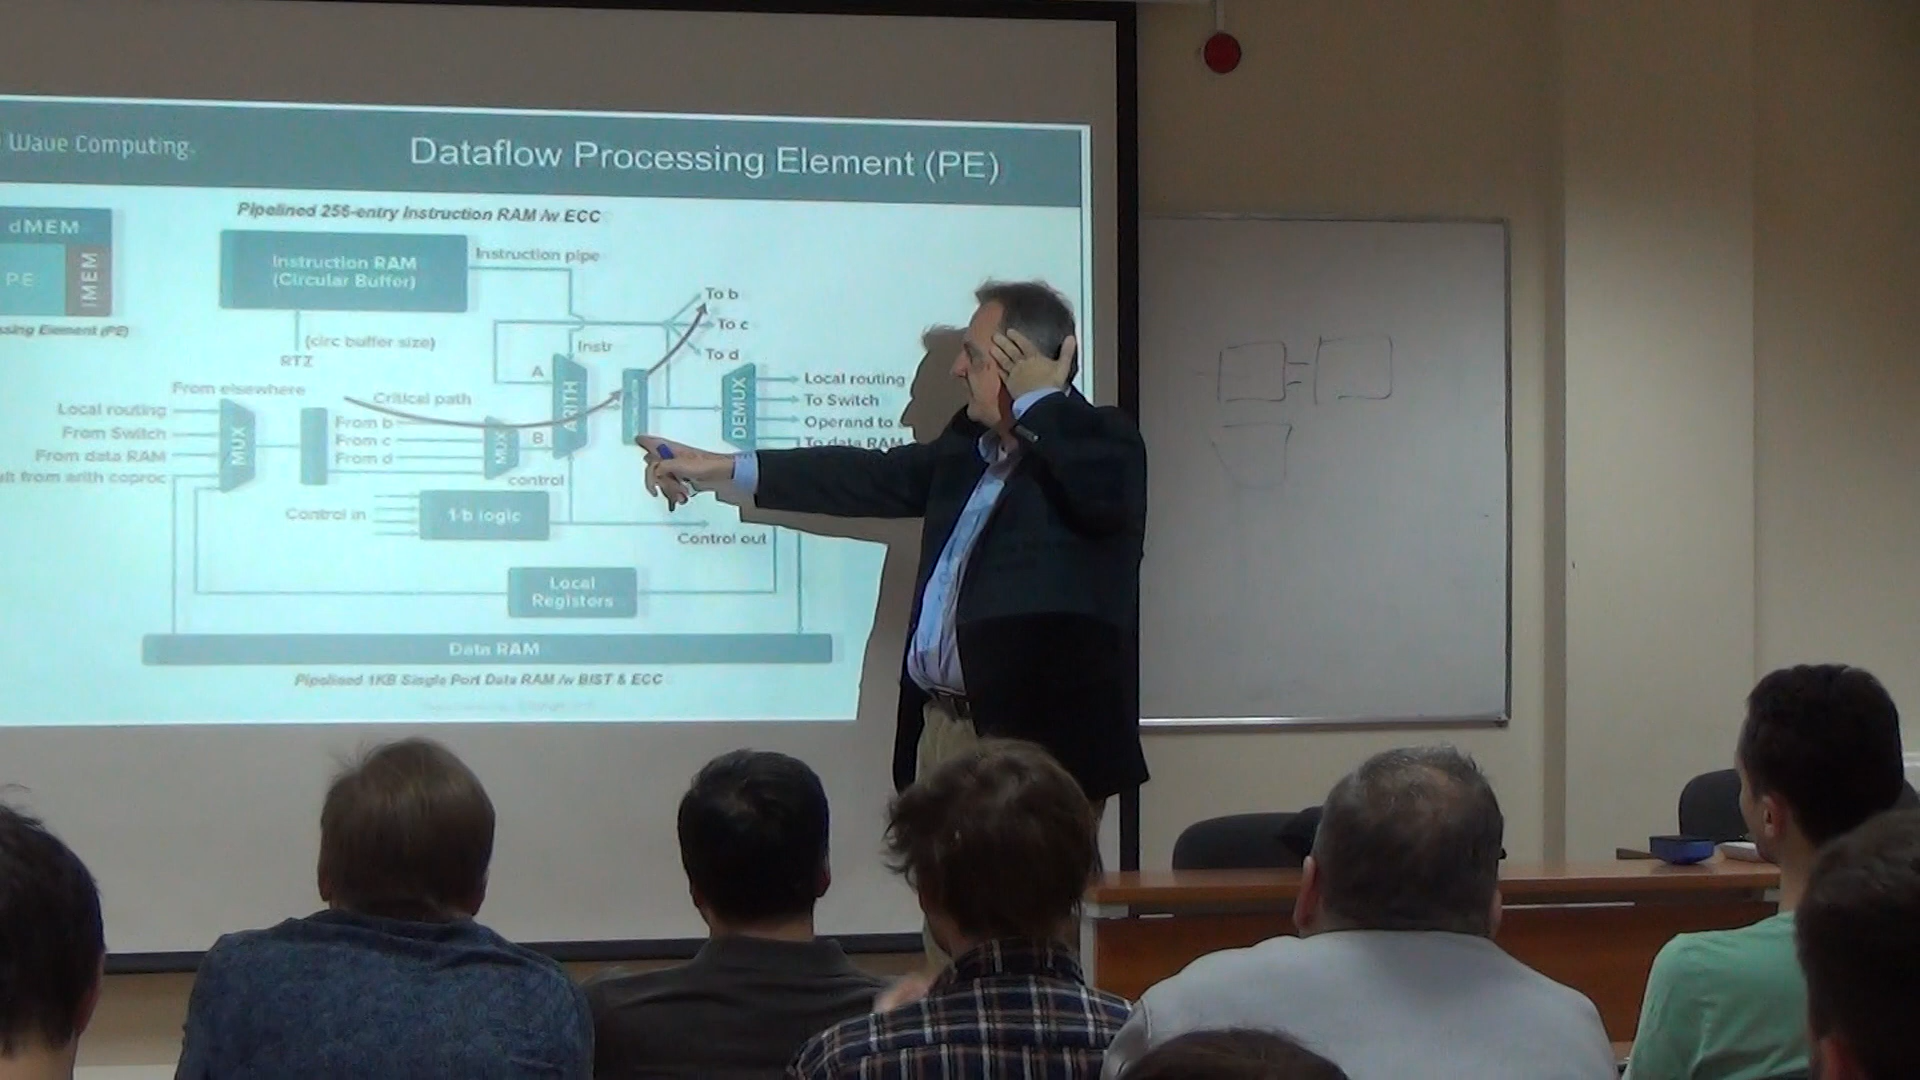 Wave Computing
Dataflow Processing Element (PE)
Pipelined 256-entry Instruction RAM /w ECC
dMEM
PE
IMEM
ssing Element (PE)
Instruction RAM
(Circular Buffer)
Instruction pipe
(circ buffer size)
RTZ
To b
To c
To d
Instr
A
ARITH
B
From elsewhere
Critical path
Local routing
From Switch
From data RAM
ult from arith coproc
MUX
From b
From c
From d
MUX
control
DEMUX
Local routing
To Switch
Operand to
To data RAM
Control in
1-b logic
Control out
Local
Registers
Data RAM
Pipelined 1KB Single Port Data RAM /w BIST & ECC